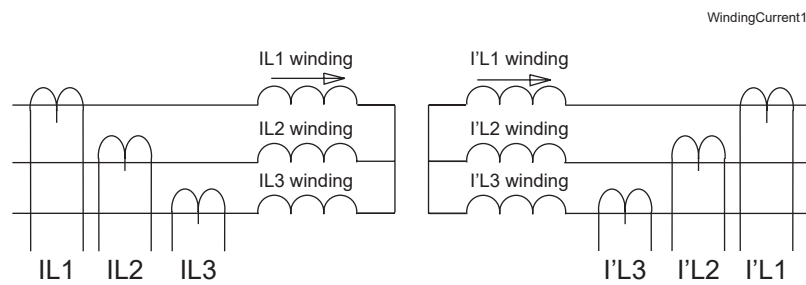 WindingCurrent1
IL1 winding I'L1 winding
IL2 winding I'L2 winding
IL3 winding I'L3 winding
IL1 IL2 IL3 I'L3 I'L2 I'L1